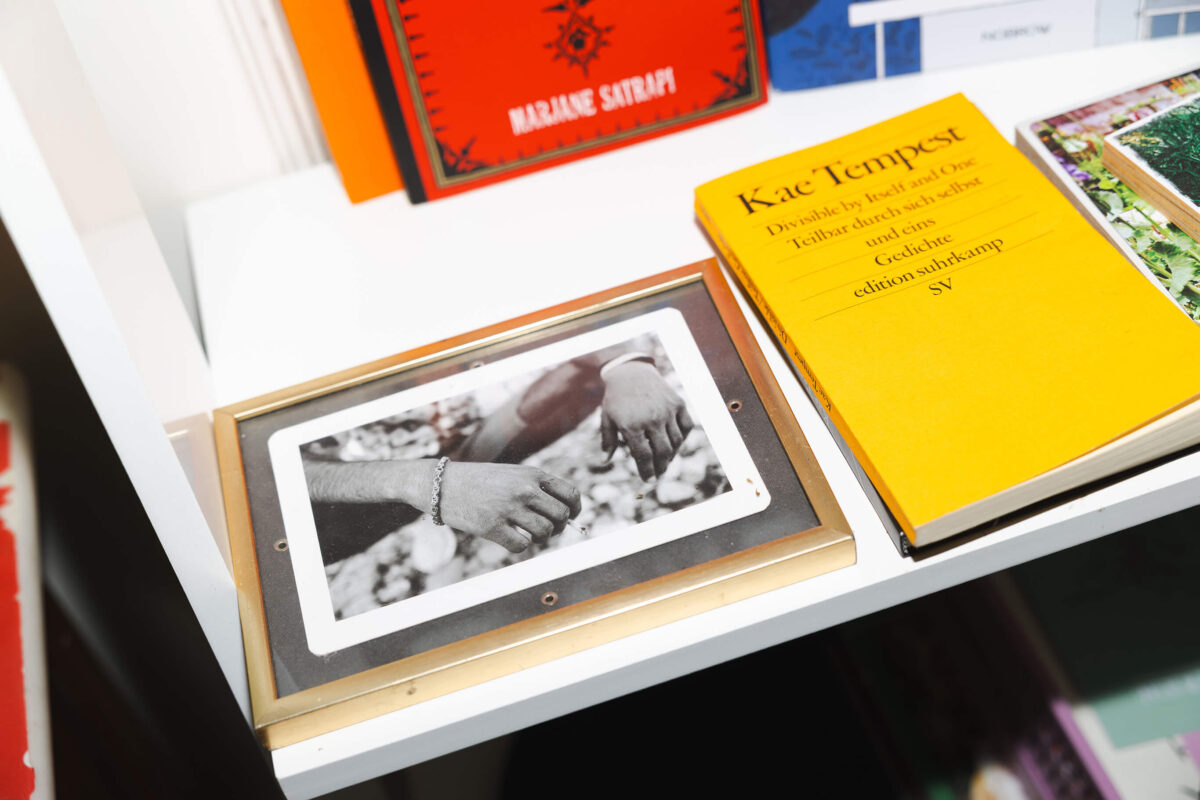 MARJANE SATRAPI
NOBROW
Kae Tempest
Divisible by Itself and One
Teilbar durch sich selbst
und eins
Gedichte
edition suhrkamp
SV